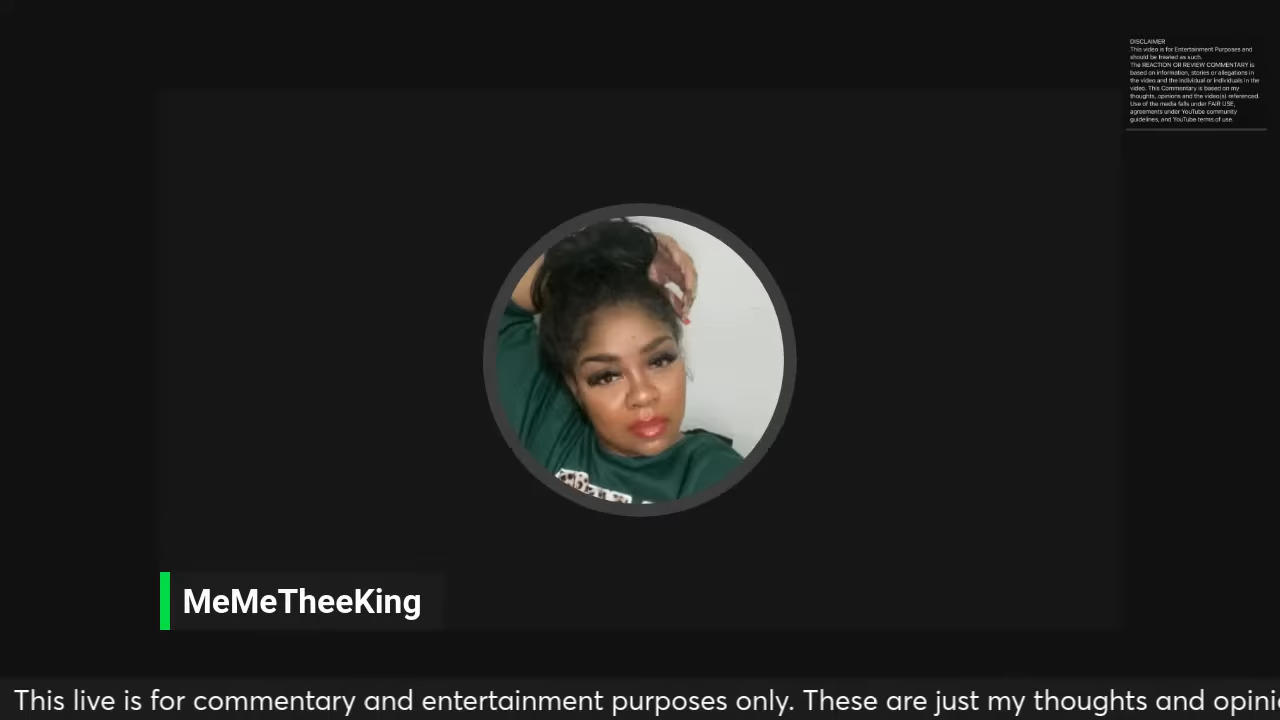 DISCLAIMER
This video is for Entertainment Purposes and
should be treated as such.
The REACTION OR REVIEW COMMENTARY is
based on information, stories or allegations in
the video and the individual or individuals in the
video. This Commentary is based on my
thoughts, opinions and the video(s) referenced.
Use of the media falls under FAIR USE,
agreements under YouTube community
guidelines, and YouTube terms of use.
MeMeTheeKing
This live is for commentary and entertainment purposes only. These are just my thoughts and opini